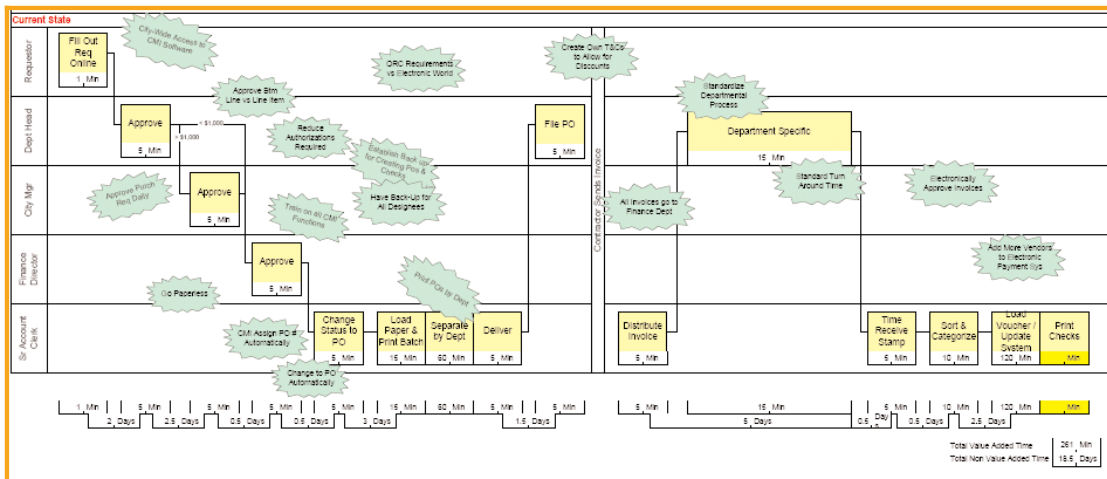 Current State
Requestor
Fill Out
Req
Online
1 Min
City-Wide Access to
CMI Software
ORC Requirements
vs Electronic World
Create Own T&Cs
to Allow for
Discounts
Approve Btm
Line vs Line Item
Standardize
Departmental
Process
Dept Head
Approve
5 Min
< $1,000
> $1,000
Reduce
Authorizations
Required
Establish Back up
for Creating Pos &
Checks
File PO
5 Min
Department Specific
15 Min
City Mgr
Approve Purch
Req Daily
Approve
5 Min
Train on all CMI
Functions
Have Back-Up for
All Designees
Contractor Sends Invoice
All Invoices go to
Finance Dept
Standard Turn
Around Time
Electronically
Approve Invoices
Finance
Director
Approve
5 Min
Go Paperless
Print POs by Dept
Add More Vendors
to Electronic
Payment Sys
Sr Account
Clerk
CMI Assign PO #
Automatically
Change
Status to
PO
5 Min
Load
Paper &
Print Batch
15 Min
Separate
by Dept
60 Min
Deliver
5 Min
Distribute
Invoice
5 Min
Time
Receive
Stamp
5 Min
Sort &
Categorize
10 Min
Load
Voucher /
Update
System
120 Min
Print
Checks
Min
Change to PO
Automatically
1 Min 5 Min 5 Min 5 Min 5 Min 15 Min 60 Min 5 Min 5 Min 5 Min 15 Min 5 Min 10 Min 120 Min Min
2 Days 2.5 Days 0.5 Days 0.5 Days 3 Days 1.5 Days 5 Days 0.5 Days 0.5 Days 2.5 Days
Total Value Added Time 261 Min
Total Non Value Added Time 18.5 Days